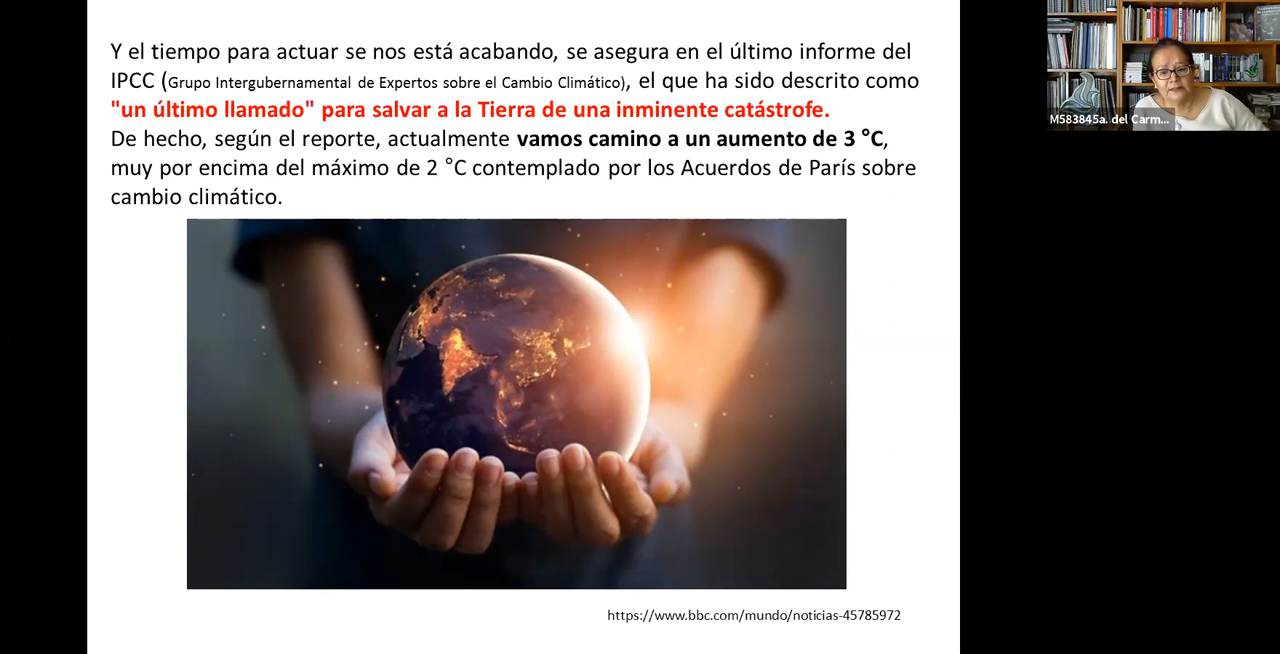 Y el tiempo para actuar se nos está acabando, se asegura en el último informe del
IPCC (Grupo Intergubernamental de Expertos sobre el Cambio Climático), el que ha sido descrito como
"un último llamado" para salvar a la Tierra de una inminente catástrofe.
De hecho, según el reporte, actualmente vamos camino a un aumento de 3 °C,
muy por encima del máximo de 2 °C contemplado por los Acuerdos de París sobre
cambio climático.
https://www.bbc.com/mundo/noticias-45785972
M583845a. del Carm...